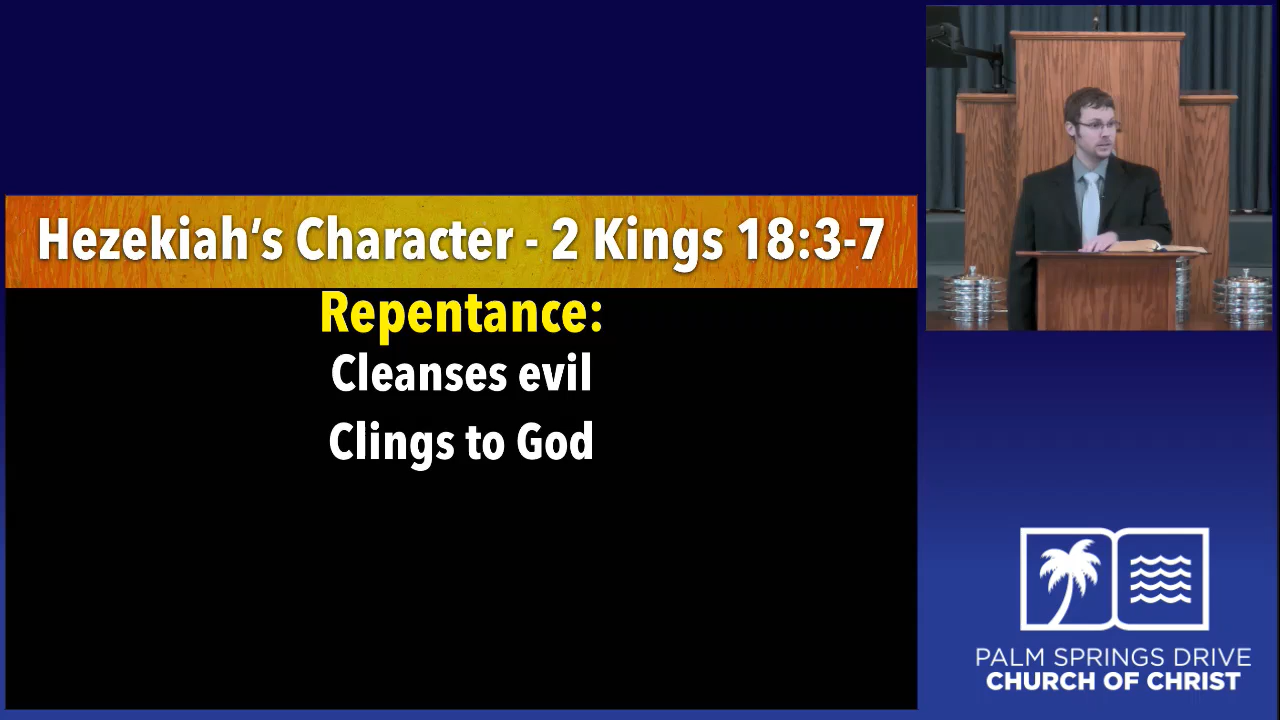 Hezekiah’s Character - 2 Kings 18:3-7
Repentance:
Cleanses evil
Clings to God
PALM SPRINGS DRIVE
CHURCH OF CHRIST